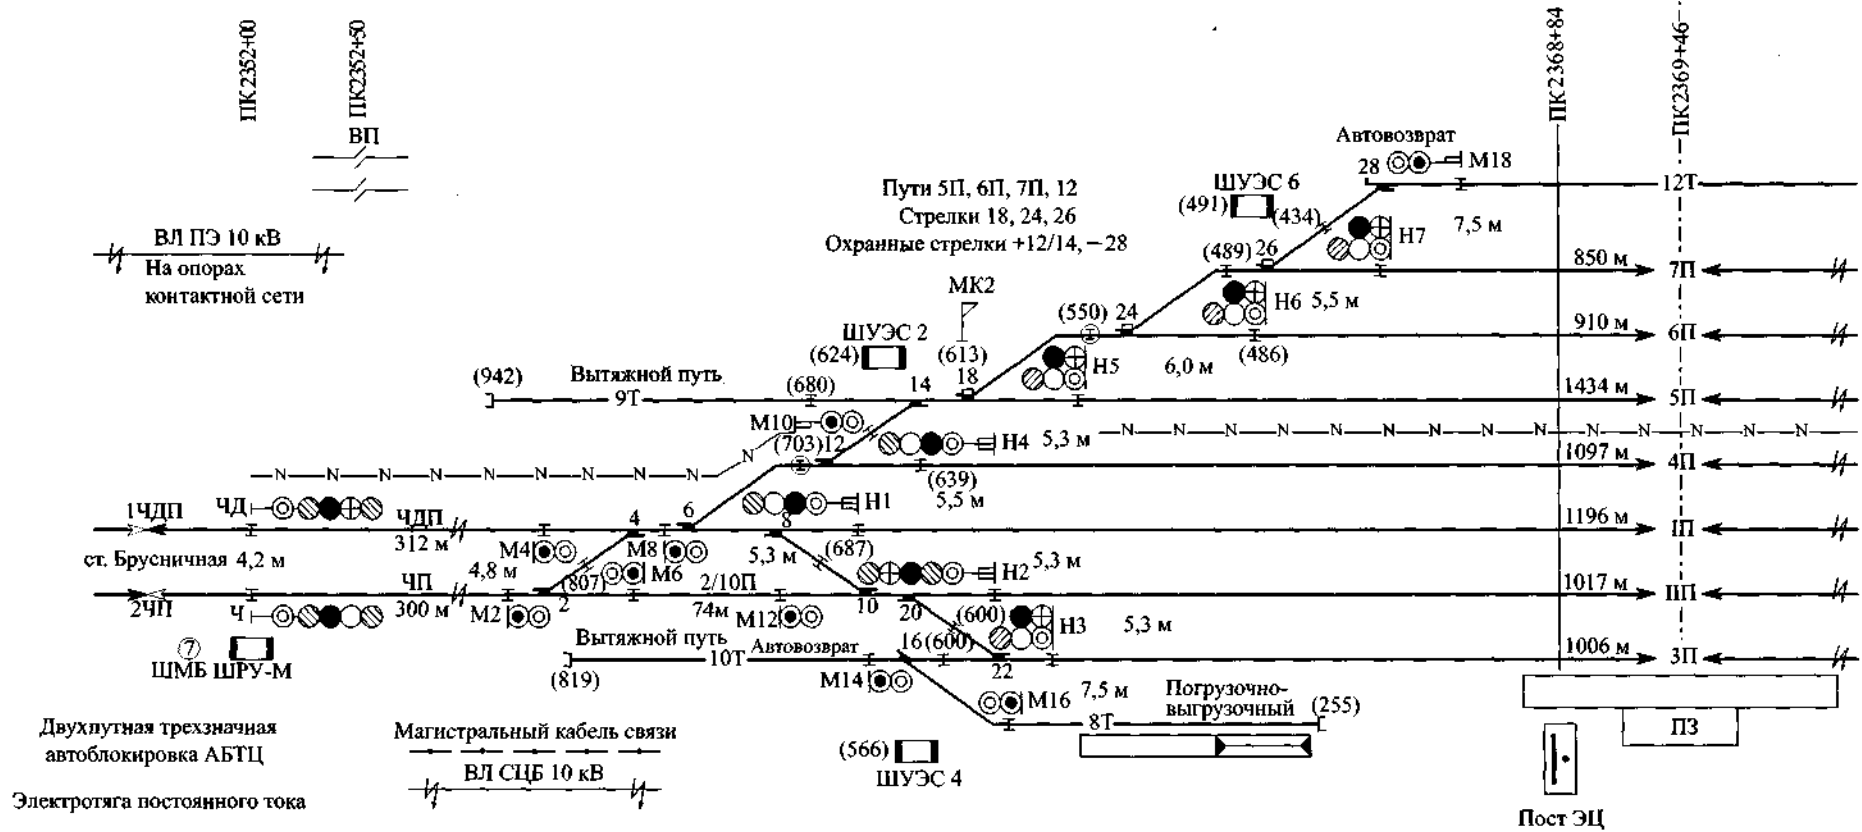 ПК2352+00
ПК2352+50
ПК2368+84
ПК2369+46
ВП
ВЛ ПЭ 10 кВ
На опорах
контактной сети
Пути 5П, 6П, 7П, 12
Стрелки 18, 24, 26
Охранные стрелки +12/14, –28
Автовозврат
28 М18
12Т
ШУЭС 6
(491) (434)
Н7 7,5 м
(489) 26
850 м 7П
МК2
Н6 5,5 м
(550) 24
910 м 6П
ШУЭС 2
(624) (613)
Н5 6,0 м (486)
(942) Вытяжной путь (680) 14 18
9Т
1434 м 5П
М10
(703) 12 Н4 5,3 м
N N N N N N N N N N
N N N N N N N N N N N N N N
1097 м 4П
(639)
5,5 м
1ЧДП ЧД ЧДП 4 6 Н1 8
312 м
1196 м IП
ст. Брусничная 4,2 м
М4 М8 5,3 м (687)
4,8 м М6 Н2 5,3 м
ЧП (807) 2/10П
1017 м IIП
2ЧП Ч 300 м М2 2 74м М12 10 20 (600) Н3 5,3 м
7
ШМБ ШРУ-М
Вытяжной путь Автовозврат 16 (600)
10Т
1006 м 3П
(819) М14 22
М16 7,5 м Погрузочно-
выгрузочный (255)
8Т
ПЗ
(566)
ШУЭС 4
Двухпутная трехзначная
автоблокировка АБТЦ
Электротяга постоянного тока
Магистральный кабель связи
ВЛ СЦБ 10 кВ
Пост ЭЦ